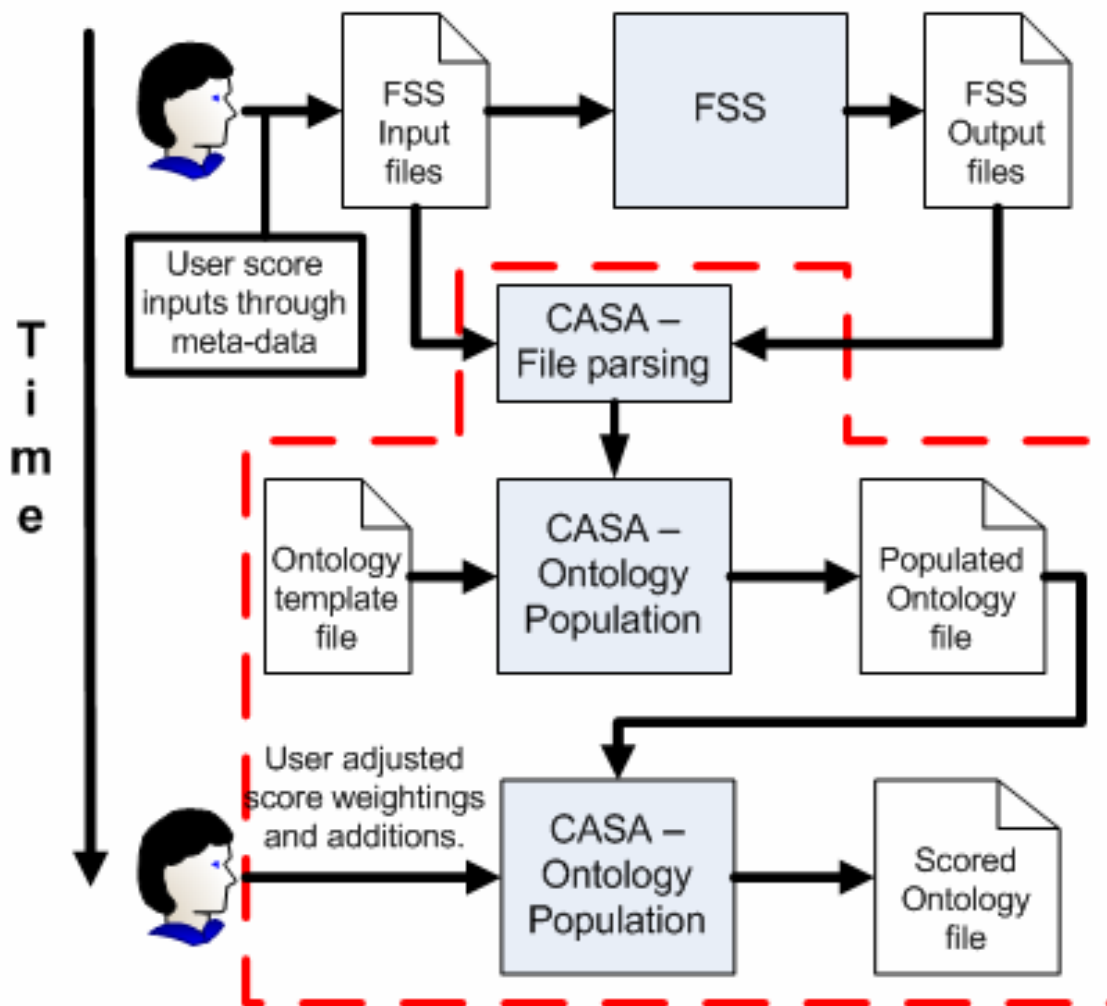 FSS
Input
files
FSS
FSS
Output
files
User score
inputs through
meta-data
CASA –
File parsing
T
i
m
e
Ontology
template
file
CASA –
Ontology
Population
Populated
Ontology
file
User adjusted
score weightings
and additions.
CASA –
Ontology
Population
Scored
Ontology
file